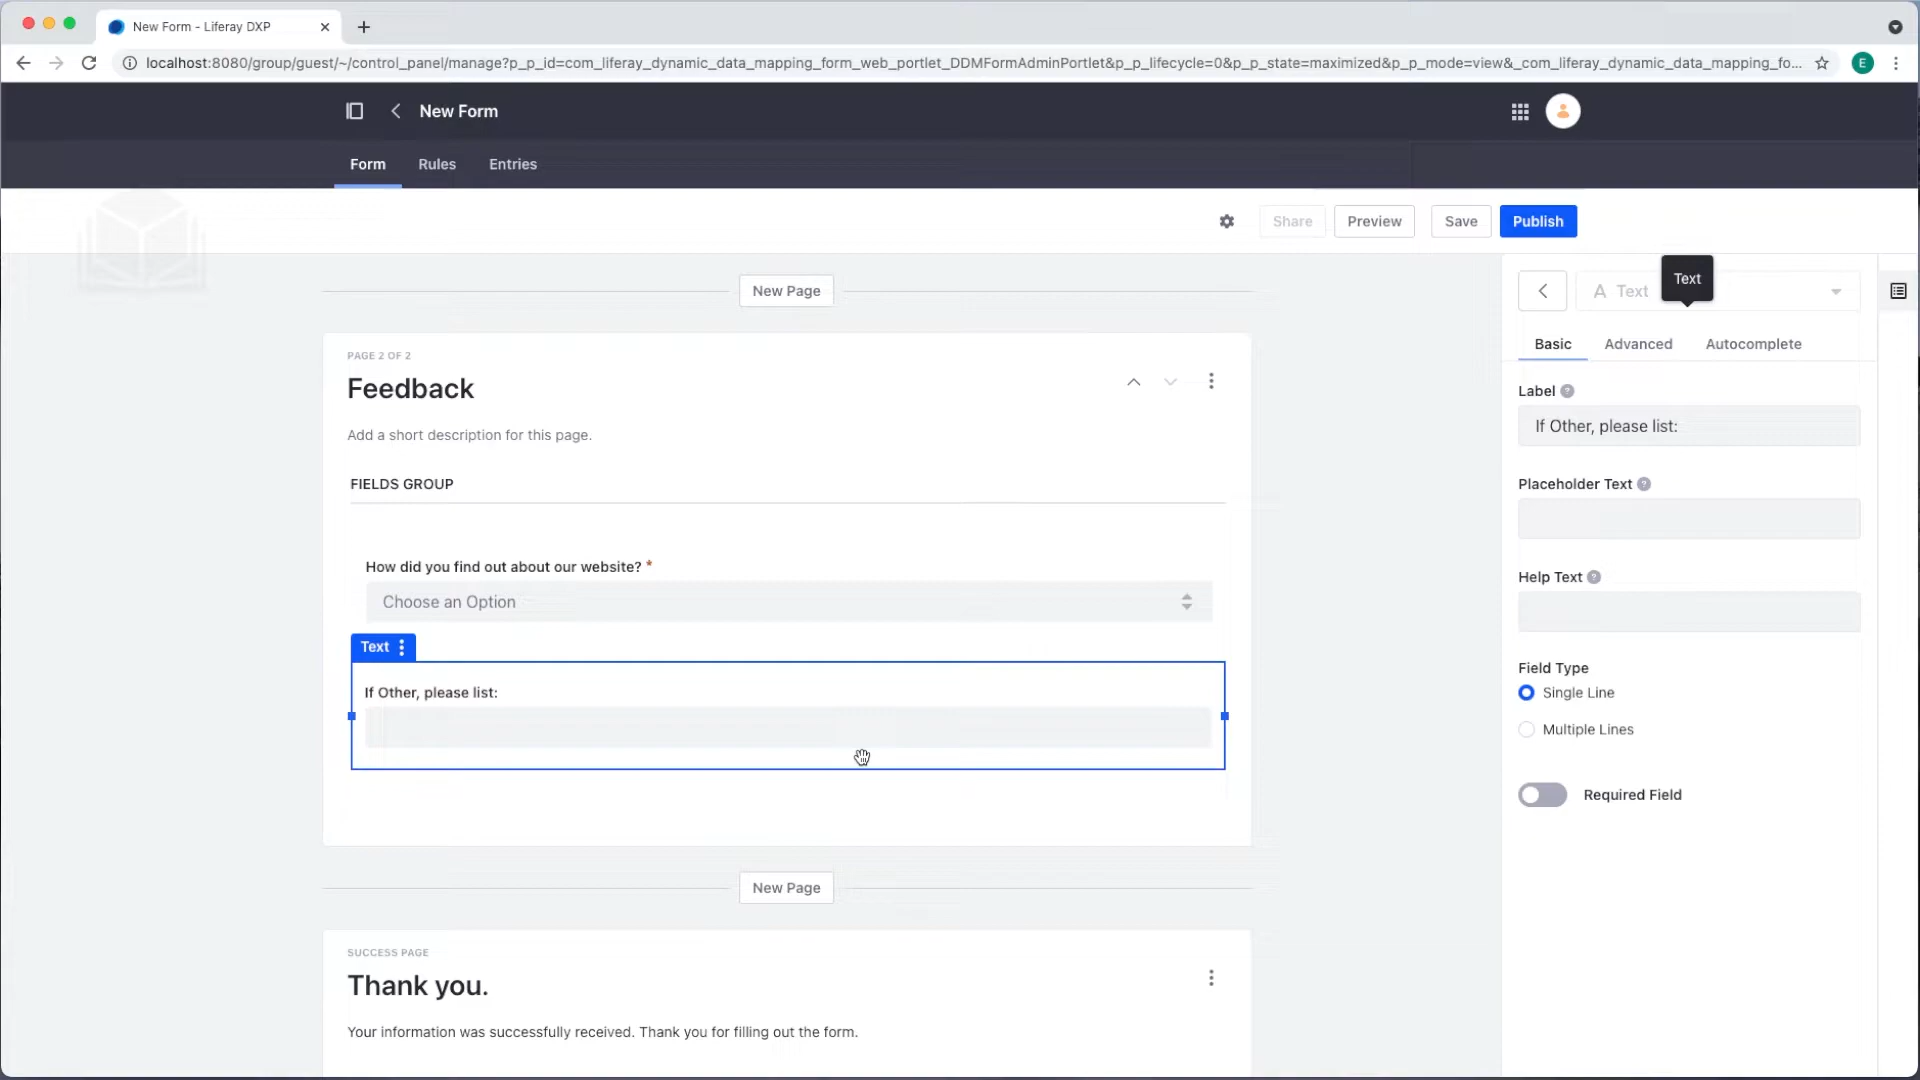 New Form - Liferay DXP
localhost:8080/group/guest/~/control_panel/manage?p_p_id=com_liferay_dynamic_data_mapping_form_web_portlet_DDMFormAdminPortlet&p_p_lifecycle=0&p_p_state=maximized&p_p_mode=view&_com_liferay_dynamic_data_mapping_fo...
E
New Form
Form Rules Entries
Share Preview Save Publish
New Page
PAGE 2 OF 2
Feedback
Add a short description for this page.
FIELDS GROUP
How did you find out about our website? *
Choose an Option
Text
If Other, please list:
New Page
SUCCESS PAGE
Thank you.
Your information was successfully received. Thank you for filling out the form.
A Text
Text
Basic Advanced Autocomplete
Label ?
If Other, please list:
Placeholder Text ?
Help Text ?
Field Type
Single Line
Multiple Lines
Required Field